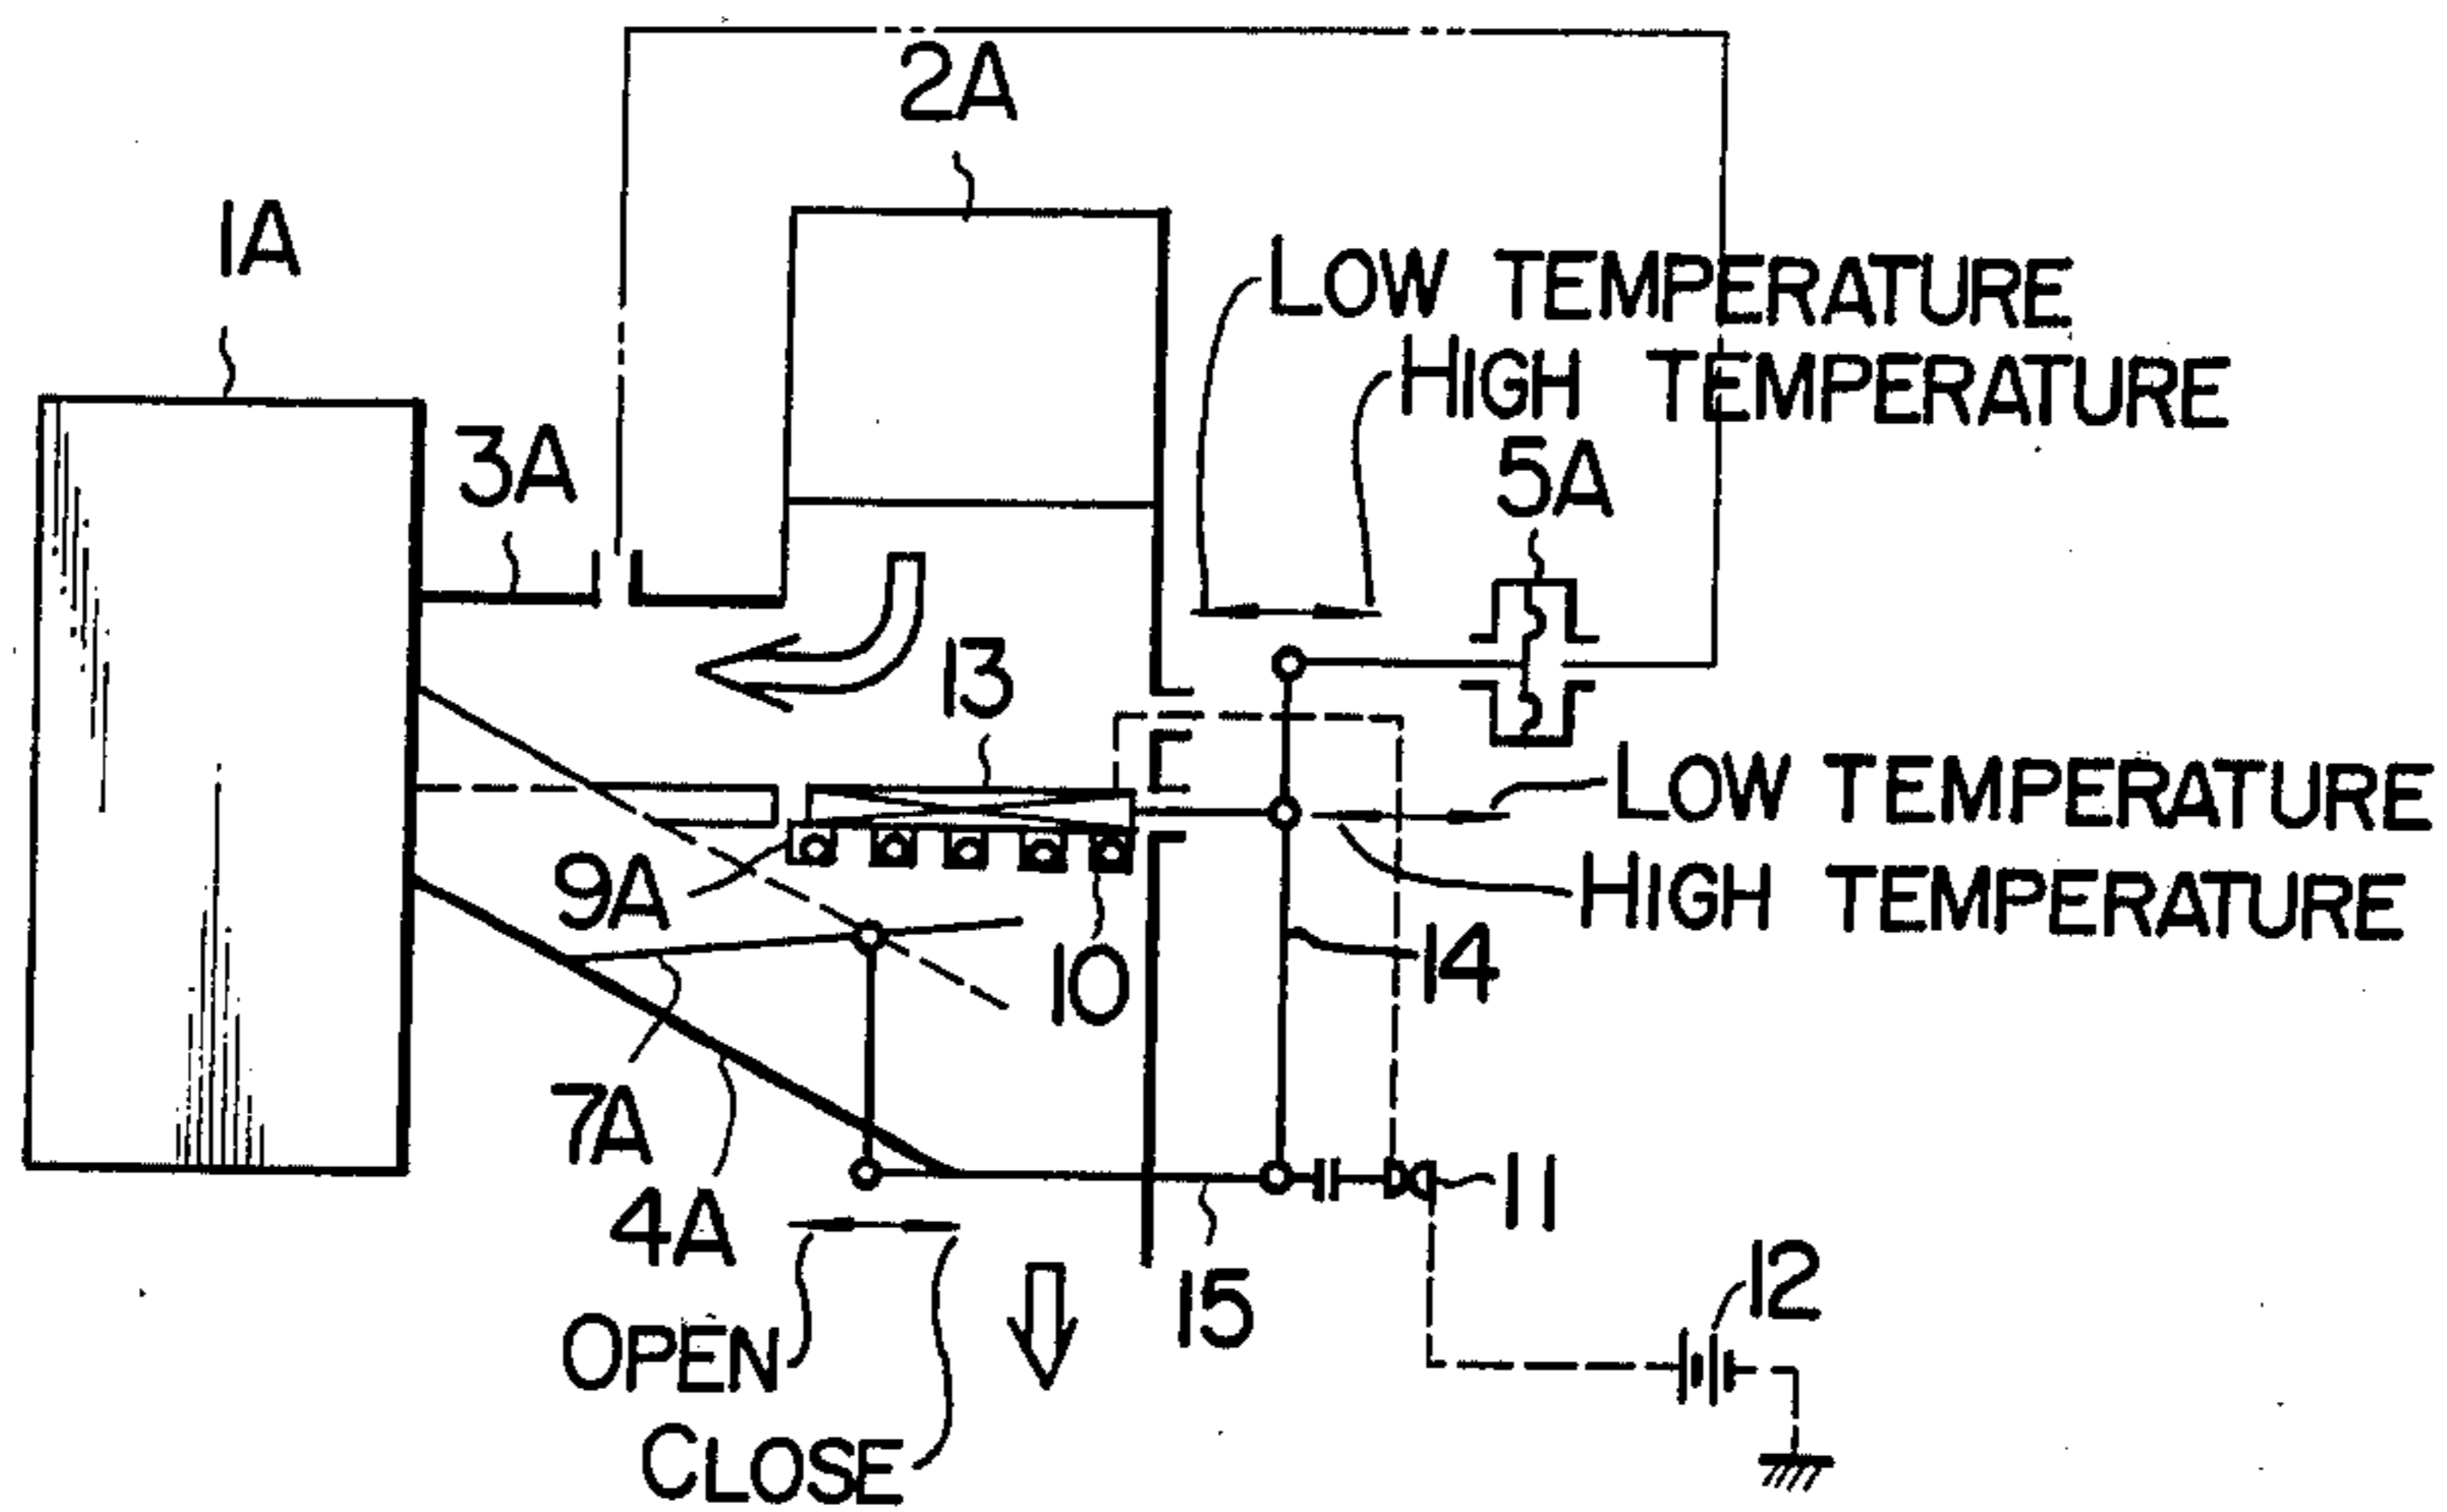 2A
1A
LOW TEMPERATURE
HIGH TEMPERATURE
3A
5A
13
LOW TEMPERATURE
9A
HIGH TEMPERATURE
10
14
7A
11
4A
15
12
OPEN
CLOSE